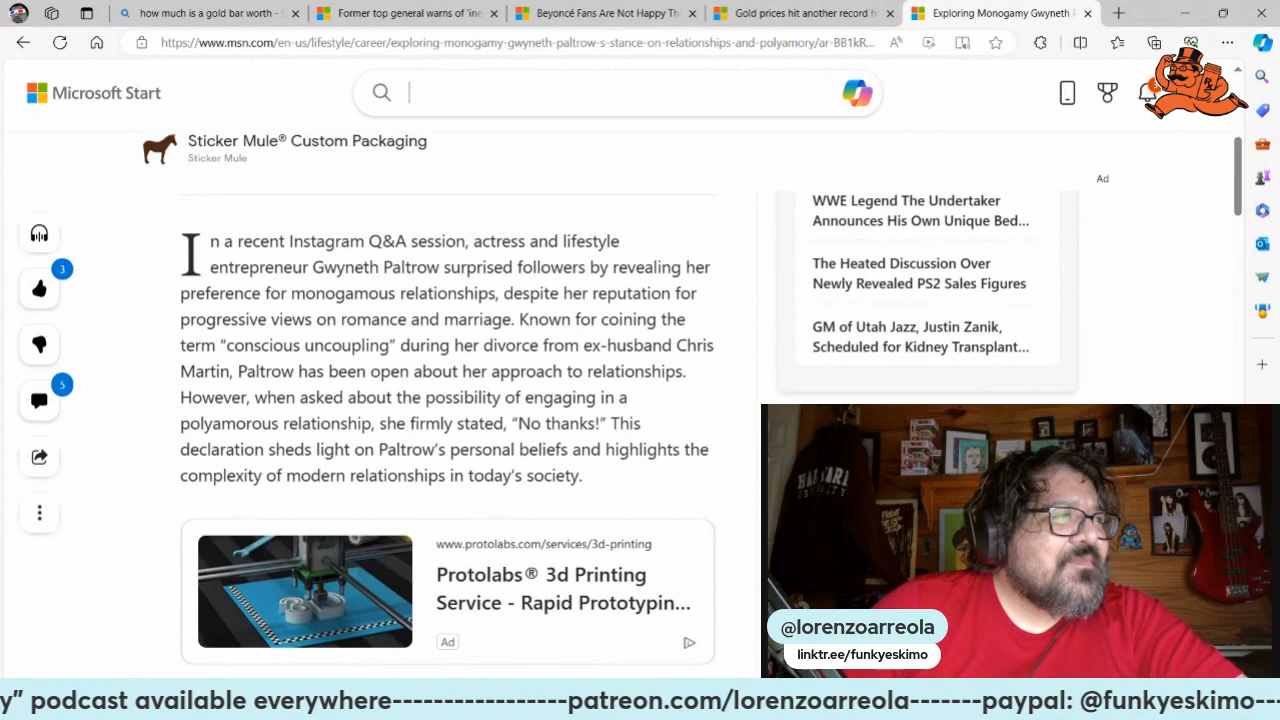 how much is a gold bar worth -
Former top general warns of 'ine
Beyoncé Fans Are Not Happy Th
Gold prices hit another record h
Exploring Monogamy Gwyneth F
https://www.msn.com/en-us/lifestyle/career/exploring-monogamy-gwyneth-paltrow-s-stance-on-relationships-and-polyamory/ar-BB1kR...
Microsoft Start
Sticker Mule® Custom Packaging
Sticker Mule
Ad
WWE Legend The Undertaker
Announces His Own Unique Bed...
The Heated Discussion Over
Newly Revealed PS2 Sales Figures
GM of Utah Jazz, Justin Zanik,
Scheduled for Kidney Transplant...
3
5
In a recent Instagram Q&A session, actress and lifestyle
entrepreneur Gwyneth Paltrow surprised followers by revealing her
preference for monogamous relationships, despite her reputation for
progressive views on romance and marriage. Known for coining the
term “conscious uncoupling” during her divorce from ex-husband Chris
Martin, Paltrow has been open about her approach to relationships.
However, when asked about the possibility of engaging in a
polyamorous relationship, she firmly stated, “No thanks!” This
declaration sheds light on Paltrow’s personal beliefs and highlights the
complexity of modern relationships in today’s society.
www.protolabs.com/services/3d-printing
Protolabs® 3d Printing
Service - Rapid Prototypin...
Ad
@lorenzoarreola
linktr.ee/funkyeskimo
y” podcast available everywhere-----------------patreon.com/lorenzoarreola-------paypal: @funkyeskimo---